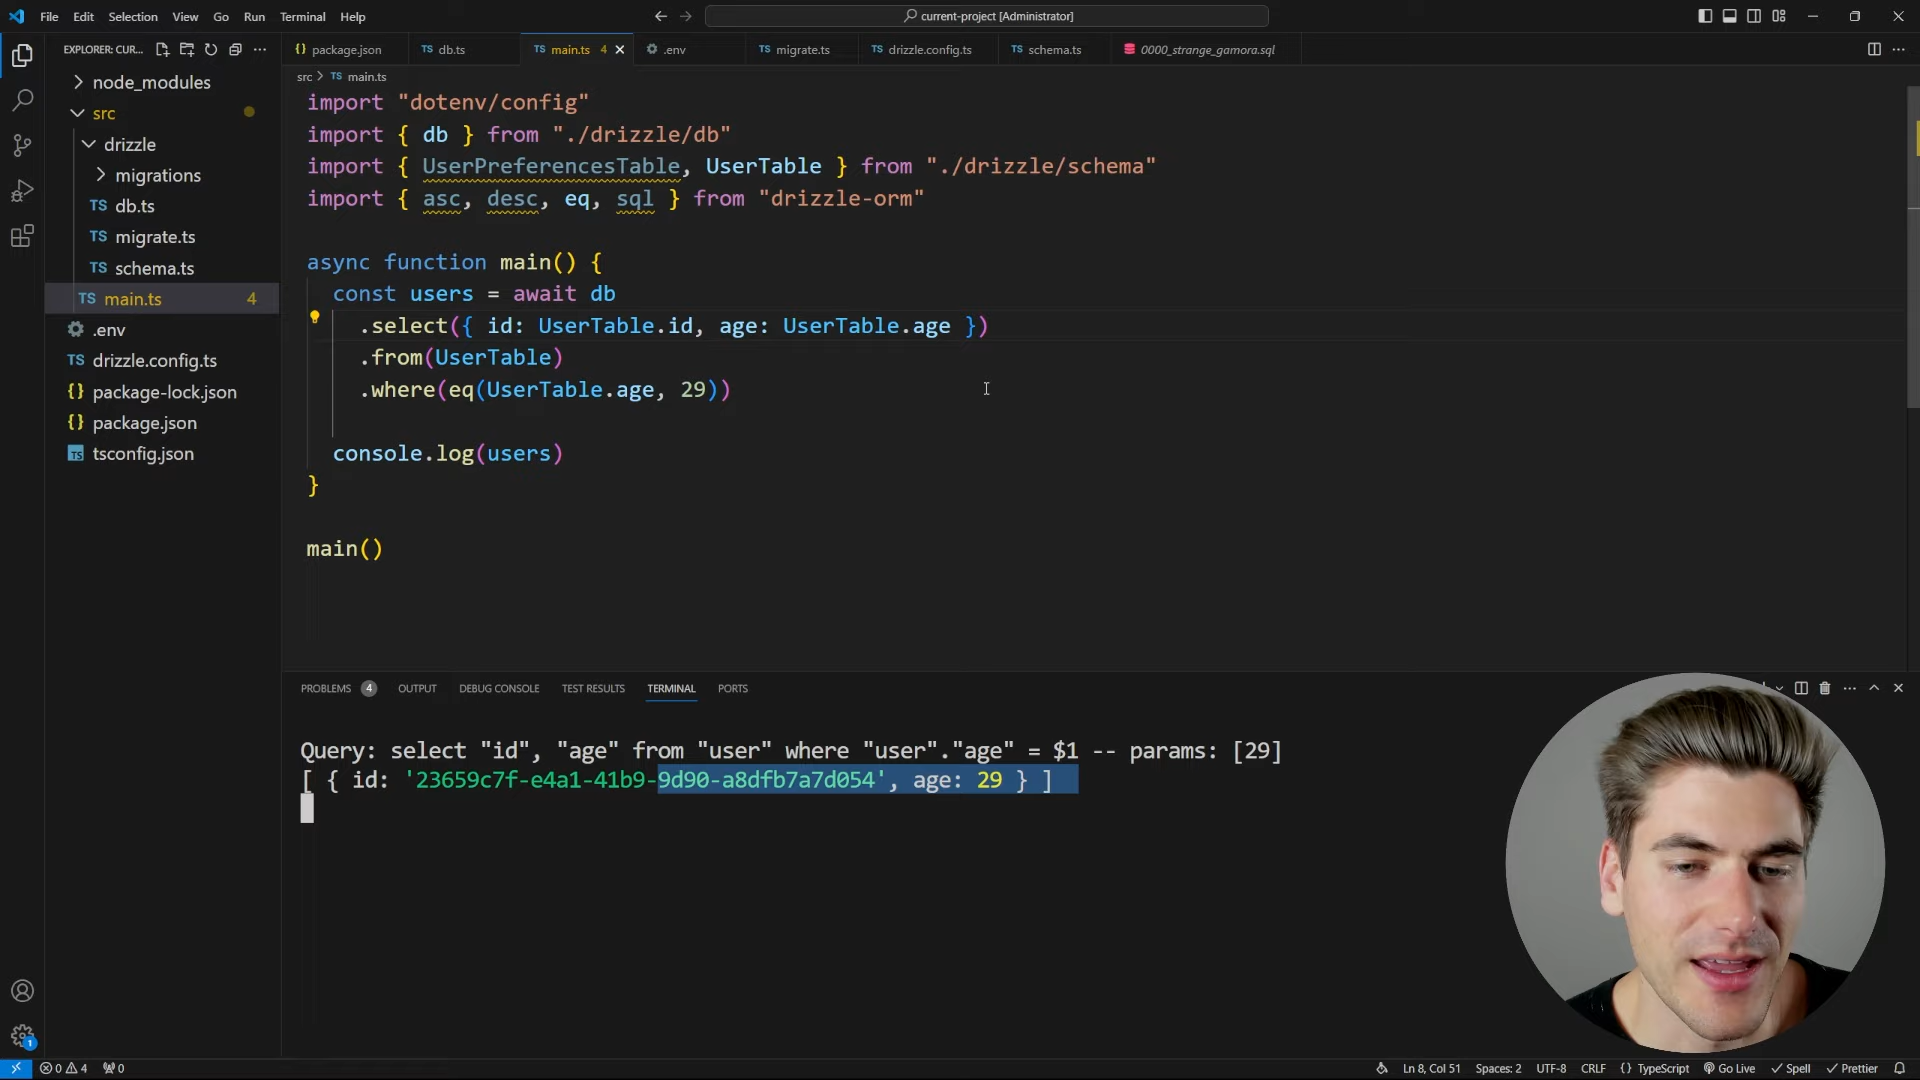 File Edit Selection View Go Run Terminal Help
current-project [Administrator]
EXPLORER: CUR...
package.json
db.ts
main.ts 4
.env
migrate.ts
drizzle.config.ts
schema.ts
0000_strange_gamora.sql
node_modules
src
drizzle
migrations
TS db.ts
TS migrate.ts
TS schema.ts
TS main.ts 4
.env
TS drizzle.config.ts
{} package-lock.json
{} package.json
TS tsconfig.json
src > TS main.ts
import "dotenv/config"
import { db } from "./drizzle/db"
import { UserPreferencesTable, UserTable } from "./drizzle/schema"
import { asc, desc, eq, sql } from "drizzle-orm"
async function main() {
const users = await db
.select({ id: UserTable.id, age: UserTable.age })
.from(UserTable)
.where(eq(UserTable.age, 29))
console.log(users)
}
main()
PROBLEMS 4 OUTPUT DEBUG CONSOLE TEST RESULTS TERMINAL PORTS
Query: select "id", "age" from "user" where "user"."age" = $1 -- params: [29]
[ { id: '23659c7f-e4a1-41b9-9d90-a8dfb7a7d054', age: 29 } ]
1
0 4 0
Ln 8, Col 51 Spaces: 2 UTF-8 CRLF {} TypeScript Go Live Spell Prettier